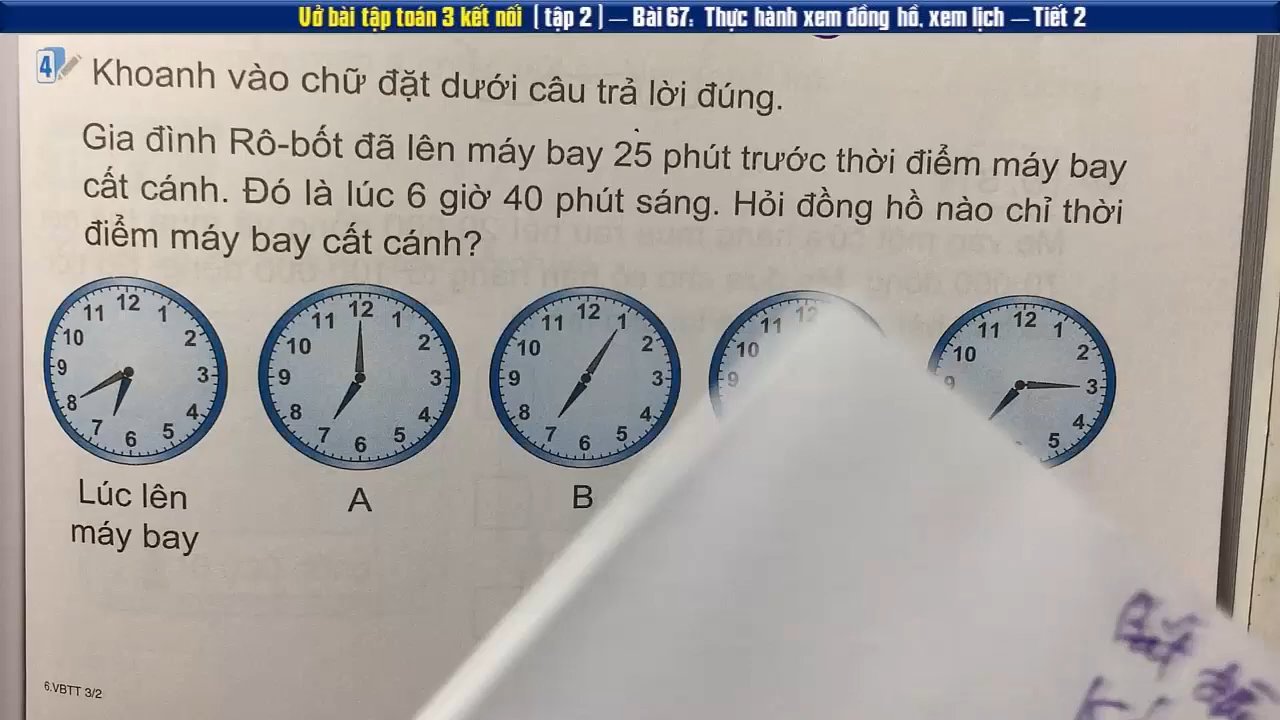 Vở bài tập toán 3 kết nối ( tập 2 ) – Bài 67: Thực hành xem đồng hồ, xem lịch – Tiết 2
4
Khoanh vào chữ đặt dưới câu trả lời đúng.
Gia đình Rô-bốt đã lên máy bay 25 phút trước thời điểm máy bay
cất cánh. Đó là lúc 6 giờ 40 phút sáng. Hỏi đồng hồ nào chỉ thời
điểm máy bay cất cánh?
12 1 2 3 4 5 6 7 8 9 10 11
12 1 2 3 4 5 6 7 8 9 10 11
12 1 2 3 4 5 6 7 8 9 10 11
9 10 11 12
12 1 2 3 4 5 9 10 11
Lúc lên
máy bay
A
B
6.VBTT 3/2